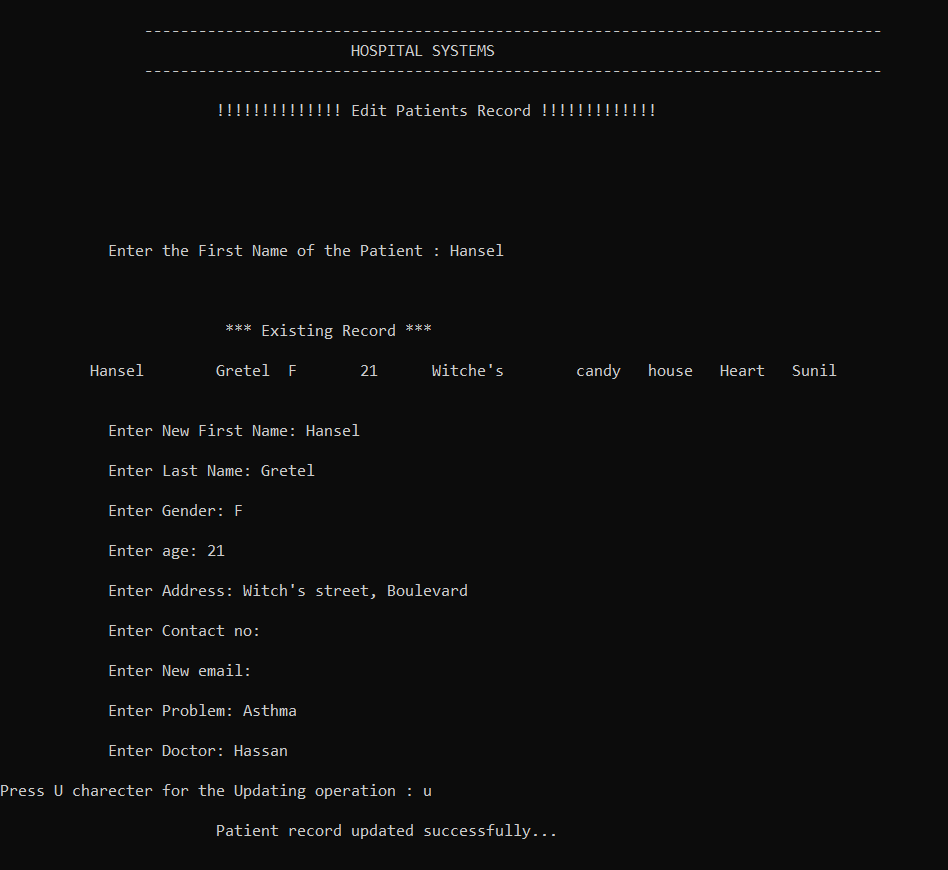 --------------------------------------------------------------------------------
HOSPITAL SYSTEMS
--------------------------------------------------------------------------------
!!!!!!!!!!!!!! Edit Patients Record !!!!!!!!!!!!!
Enter the First Name of the Patient : Hansel
*** Existing Record ***
Hansel Gretel F 21 Witche's candy house Heart Sunil
Enter New First Name: Hansel
Enter Last Name: Gretel
Enter Gender: F
Enter age: 21
Enter Address: Witch's street, Boulevard
Enter Contact no:
Enter New email:
Enter Problem: Asthma
Enter Doctor: Hassan
Press U charecter for the Updating operation : u
Patient record updated successfully...